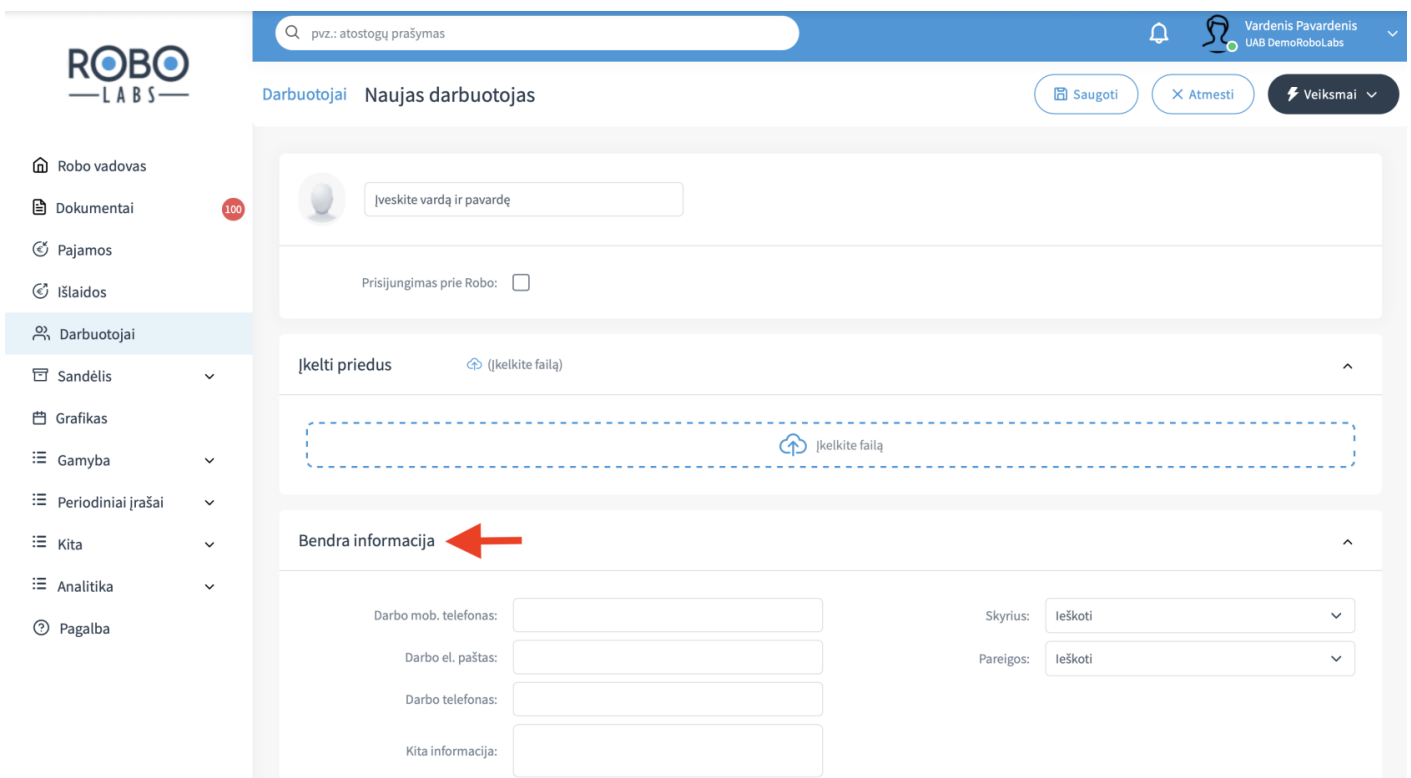 ROBO
LABS
pvz.: atostogų prašymas
Vardenis Pavardenis
UAB DemoRoboLabs
Darbuotojai Naujas darbuotojas
Saugoti
Atmesti
Veiksmai
Robo vadovas
Dokumentai 100
Pajamos
Išlaidos
Darbuotojai
Sandėlis
Grafikas
Gamyba
Periodiniai įrašai
Kita
Analitika
Pagalba
Įveskite vardą ir pavardę
Prisijungimas prie Robo:
Įkelti priedus (Įkelkite failą)
Įkelkite failą
Bendra informacija
Darbo mob. telefonas:
Darbo el. paštas:
Darbo telefonas:
Kita informacija:
Skyrius: Ieškoti
Pareigos: Ieškoti